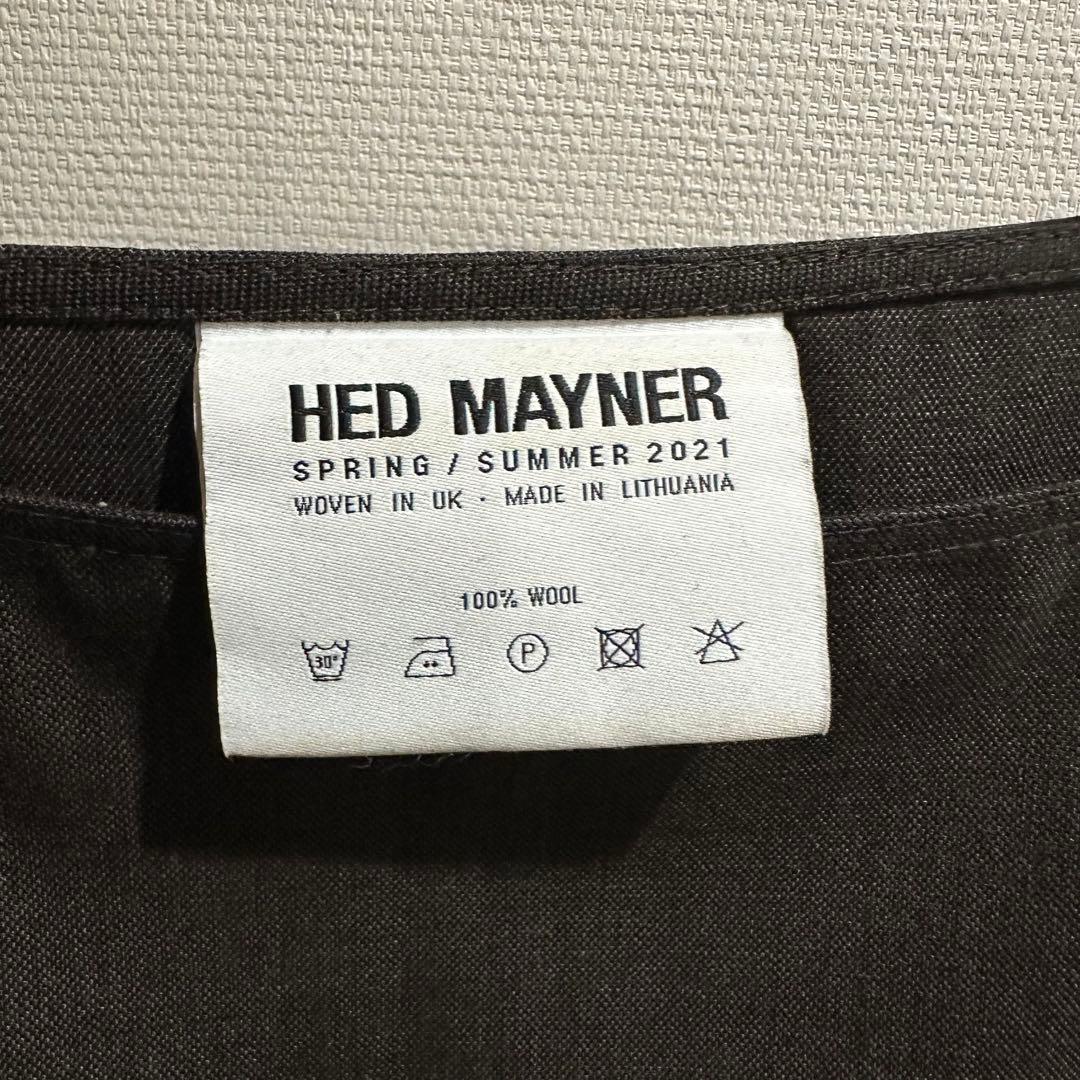 HED MAYNER
SPRING / SUMMER 2021
WOVEN IN UK · MADE IN LITHUANIA
100% WOOL
30° P